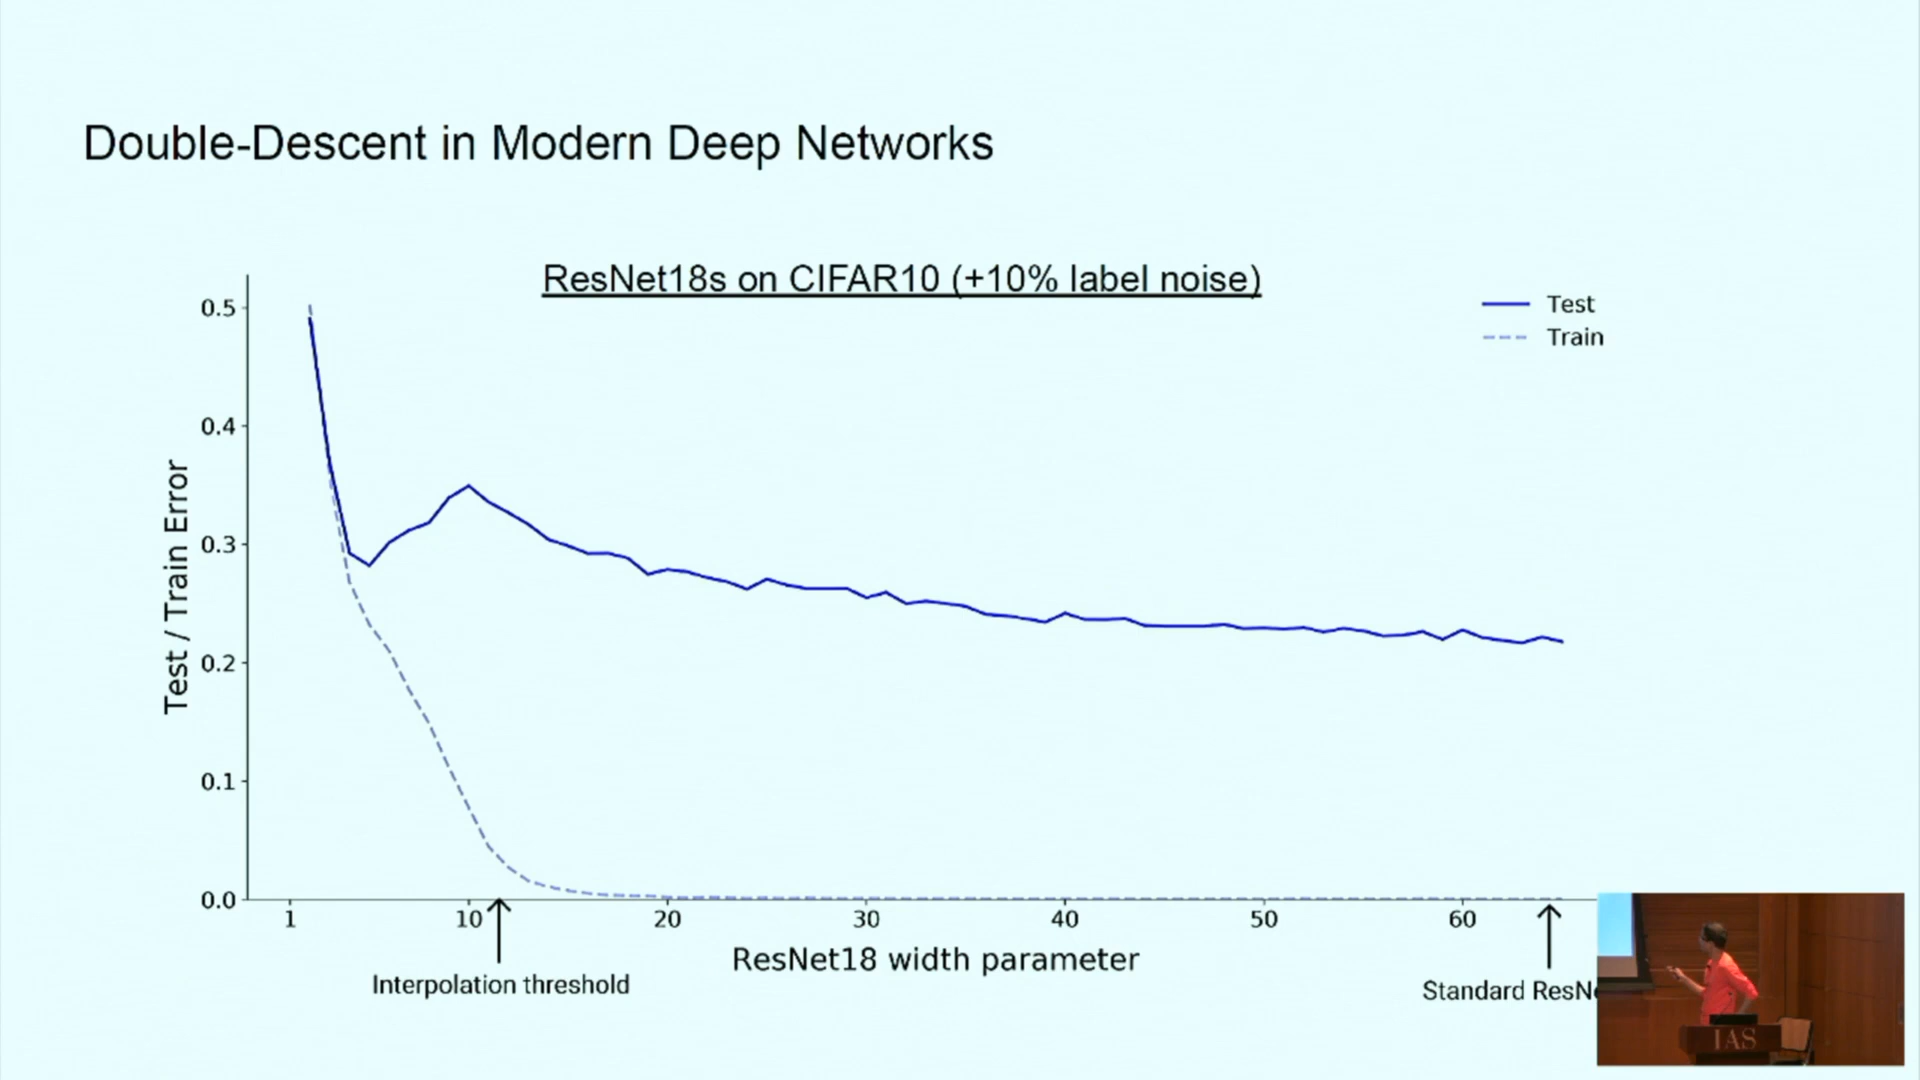 Double-Descent in Modern Deep Networks
ResNet18s on CIFAR10 (+10% label noise)
Test
Train
0.5
0.4
0.3
0.2
0.1
0.0
Test / Train Error
1 10 20 30 40 50 60
ResNet18 width parameter
Interpolation threshold
Standard
IAS